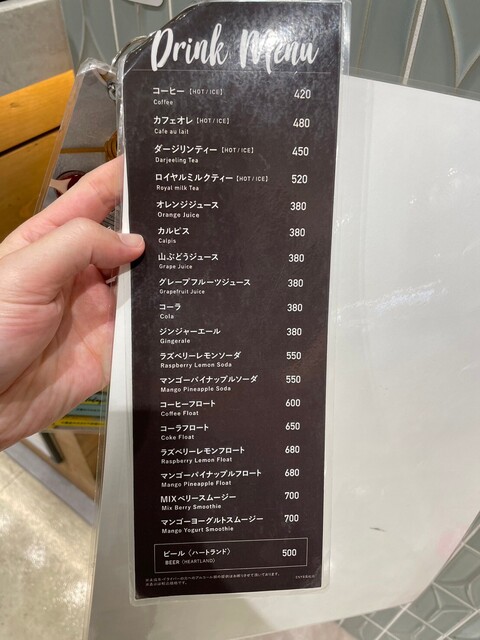 Drink Menu
コーヒー【HOT / ICE】 420
Coffee
カフェオレ【HOT / ICE】 480
Cafe au lait
ダージリンティー【HOT / ICE】 450
Darjeeling Tea
ロイヤルミルクティー【HOT / ICE】 520
Royal milk Tea
オレンジジュース 380
Orange Juice
カルピス 380
Calpis
山ぶどうジュース 380
Grape Juice
グレープフルーツジュース 380
Grapefruit Juice
コーラ 380
Cola
ジンジャーエール 380
Gingerale
ラズベリーレモンソーダ 550
Raspberry Lemon Soda
マンゴーパイナップルソーダ 550
Mango Pineapple Soda
コーヒーフロート 600
Coffee Float
コーラフロート 650
Coke Float
ラズベリーレモンフロート 680
Raspberry Lemon Float
マンゴーパイナップルフロート 680
Mango Pineapple Float
MIXベリースムージー 700
Mix Berry Smoothie
マンゴーヨーグルトスムージー 700
Mango Yogurt Smoothie
ビール〈ハートランド〉 500
BEER〈HEARTLAND〉